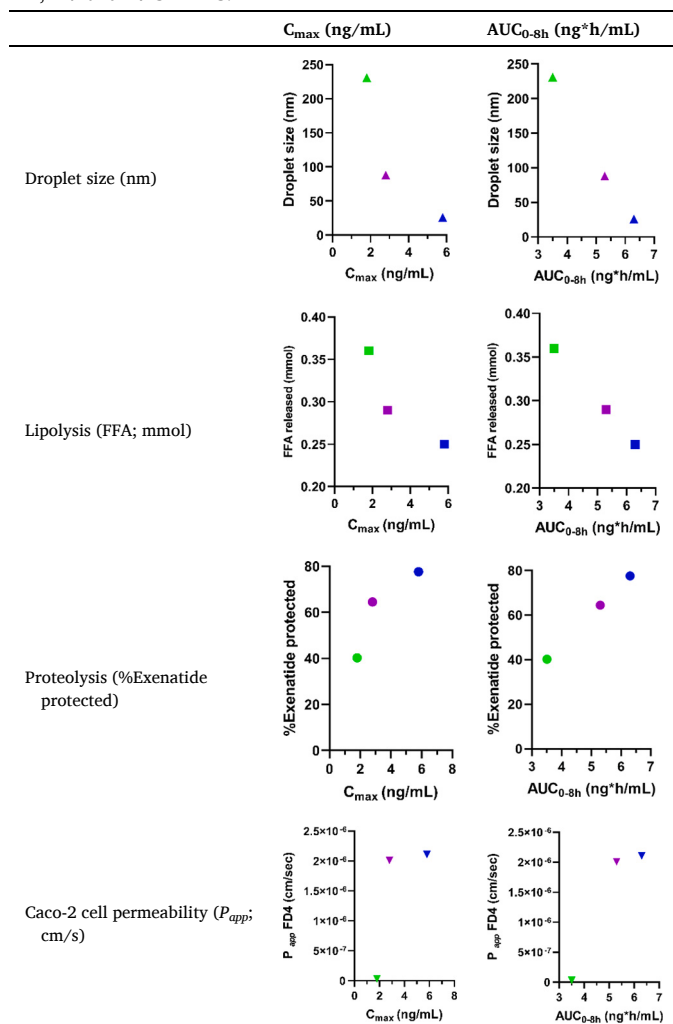 Cmax (ng/mL) AUC0-8h (ng*h/mL)
Droplet size (nm)
Droplet size (nm)
250
200
150
100
50
0
0 2 4 6
Cmax (ng/mL)
Droplet size (nm)
250
200
150
100
50
0
3 4 5 6 7
AUC0-8h (ng*h/mL)
Lipolysis (FFA; mmol)
FFA released (mmol)
0.40
0.35
0.30
0.25
0.20
0 2 4 6
Cmax (ng/mL)
FFA released (mmol)
0.40
0.35
0.30
0.25
0.20
3 4 5 6 7
AUC0-8h (ng*h/mL)
Proteolysis (%Exenatide
protected)
%Exenatide protected
80
60
40
20
0
0 2 4 6 8
Cmax (ng/mL)
%Exenatide protected
80
60
40
20
0
3 4 5 6 7
AUC0-8h (ng*h/mL)
Caco-2 cell permeability (Papp;
cm/s)
P app FD4 (cm/sec)
2.5×10-6
2×10-6
1.5×10-6
1×10-6
5×10-7
0
0 2 4 6 8
Cmax (ng/mL)
P app FD4 (cm/sec)
2.5×10-6
2×10-6
1.5×10-6
1×10-6
5×10-7
0
3 4 5 6 7
AUC0-8h (ng*h/mL)